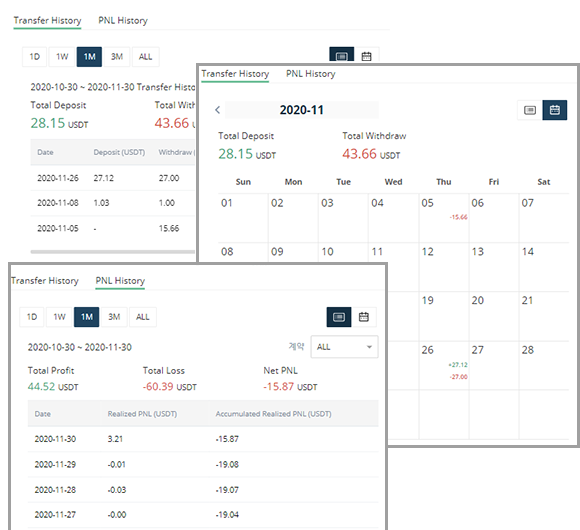 Transfer History PNL History
1D 1W 1M 3M ALL
2020-10-30 ~ 2020-11-30 Transfer
Total Deposit
28.15 USDT
43.66 USDT
Date Deposit (USDT) Withdraw
2020-11-26 27.12 27.00
2020-11-08 1.03 1.00
2020-11-05 - 15.66
Transfer History PNL History
2020-11
Total Deposit Total Withdraw
28.15 USDT 43.66 USDT
Sun Mon Tue Wed Thu Fri Sat
01 02 03 04 05 06 07
-15.66
08 09 10 11 12 13 14
19 20 21
26 27 28
+27.12
-27.00
Transfer History PNL History
1D 1W 1M 3M ALL
2020-10-30 ~ 2020-11-30 계약 ALL
Total Profit Total Loss Net PNL
44.52 USDT -60.39 USDT -15.87 USDT
Date Realized PNL (USDT) Accumulated Realized PNL (USDT)
2020-11-30 3.21 -15.87
2020-11-29 -0.01 -19.08
2020-11-28 -0.03 -19.07
2020-11-27 -0.00 -19.04